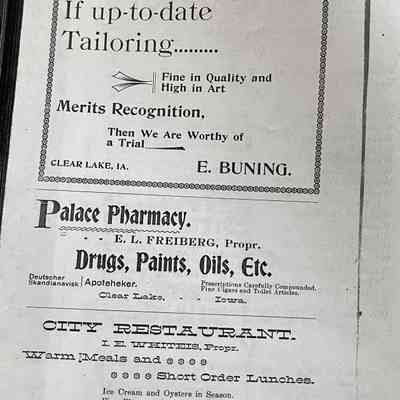 If up-to-date
Tailoring.........
Fine in Quality and
High in Art
Merits Recognition,
Then We Are Worthy of
a Trial
CLEAR LAKE, IA. E. BUNING.
Palace Pharmacy.
- - E. L. FREIBERG, Propr.
Drugs, Paints, Oils, Etc.
Deutscher
Skandianavisk } Apoteheker.
Prescriptions Carefully Compounded.
Fine Cigars and Toilet Articles.
Clear Lake, - - Iowa.
CITY RESTAURANT.
I. E. WHITEIS, Propr.
Warm Meals and
Short Order Lunches.
Ice Cream and Oysters in Season.